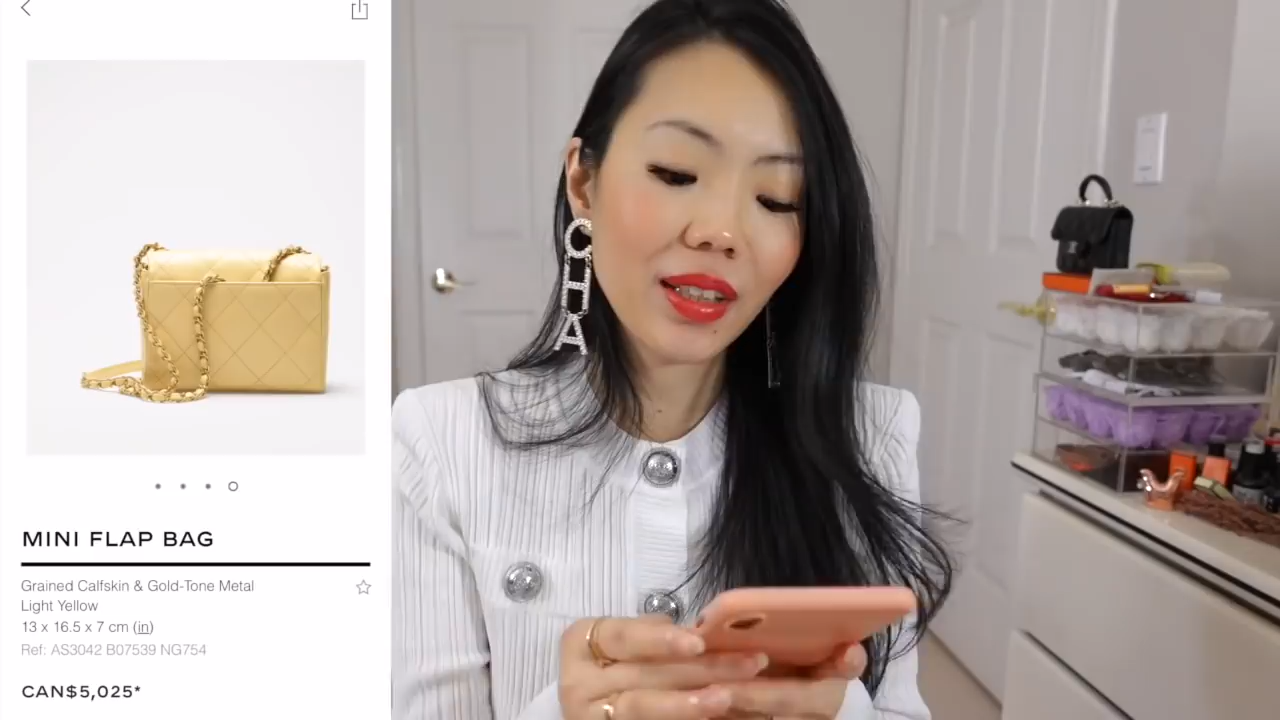 MINI FLAP BAG
Grained Calfskin & Gold-Tone Metal
Light Yellow
13 x 16.5 x 7 cm (in)
Ref: AS3042 B07539 NG754
CAN$5,025*
CHA